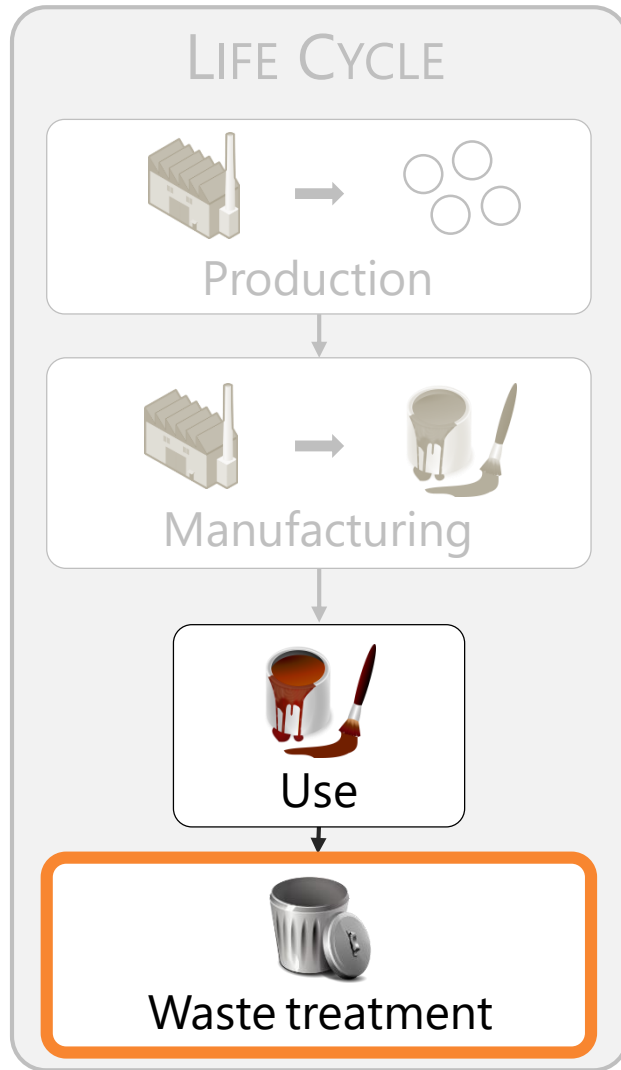 LIFE CYCLE
Production
Manufacturing
Use
Waste treatment